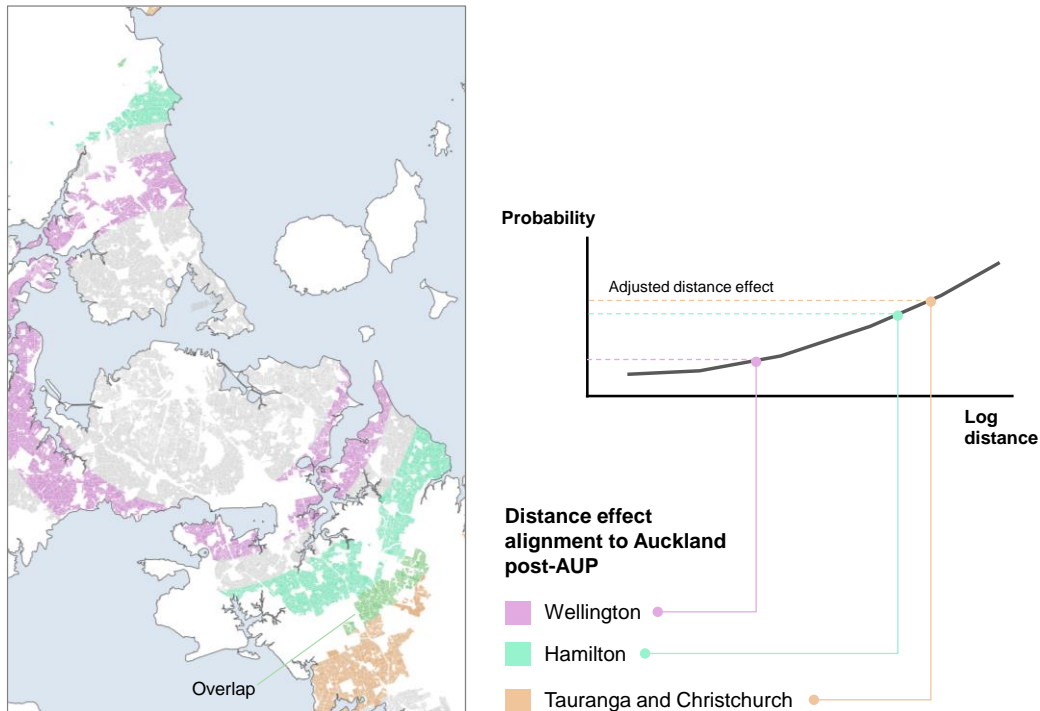 Probability
Adjusted distance effect
Log
distance
Distance effect
alignment to Auckland
post-AUP
Wellington
Hamilton
Tauranga and Christchurch
Overlap